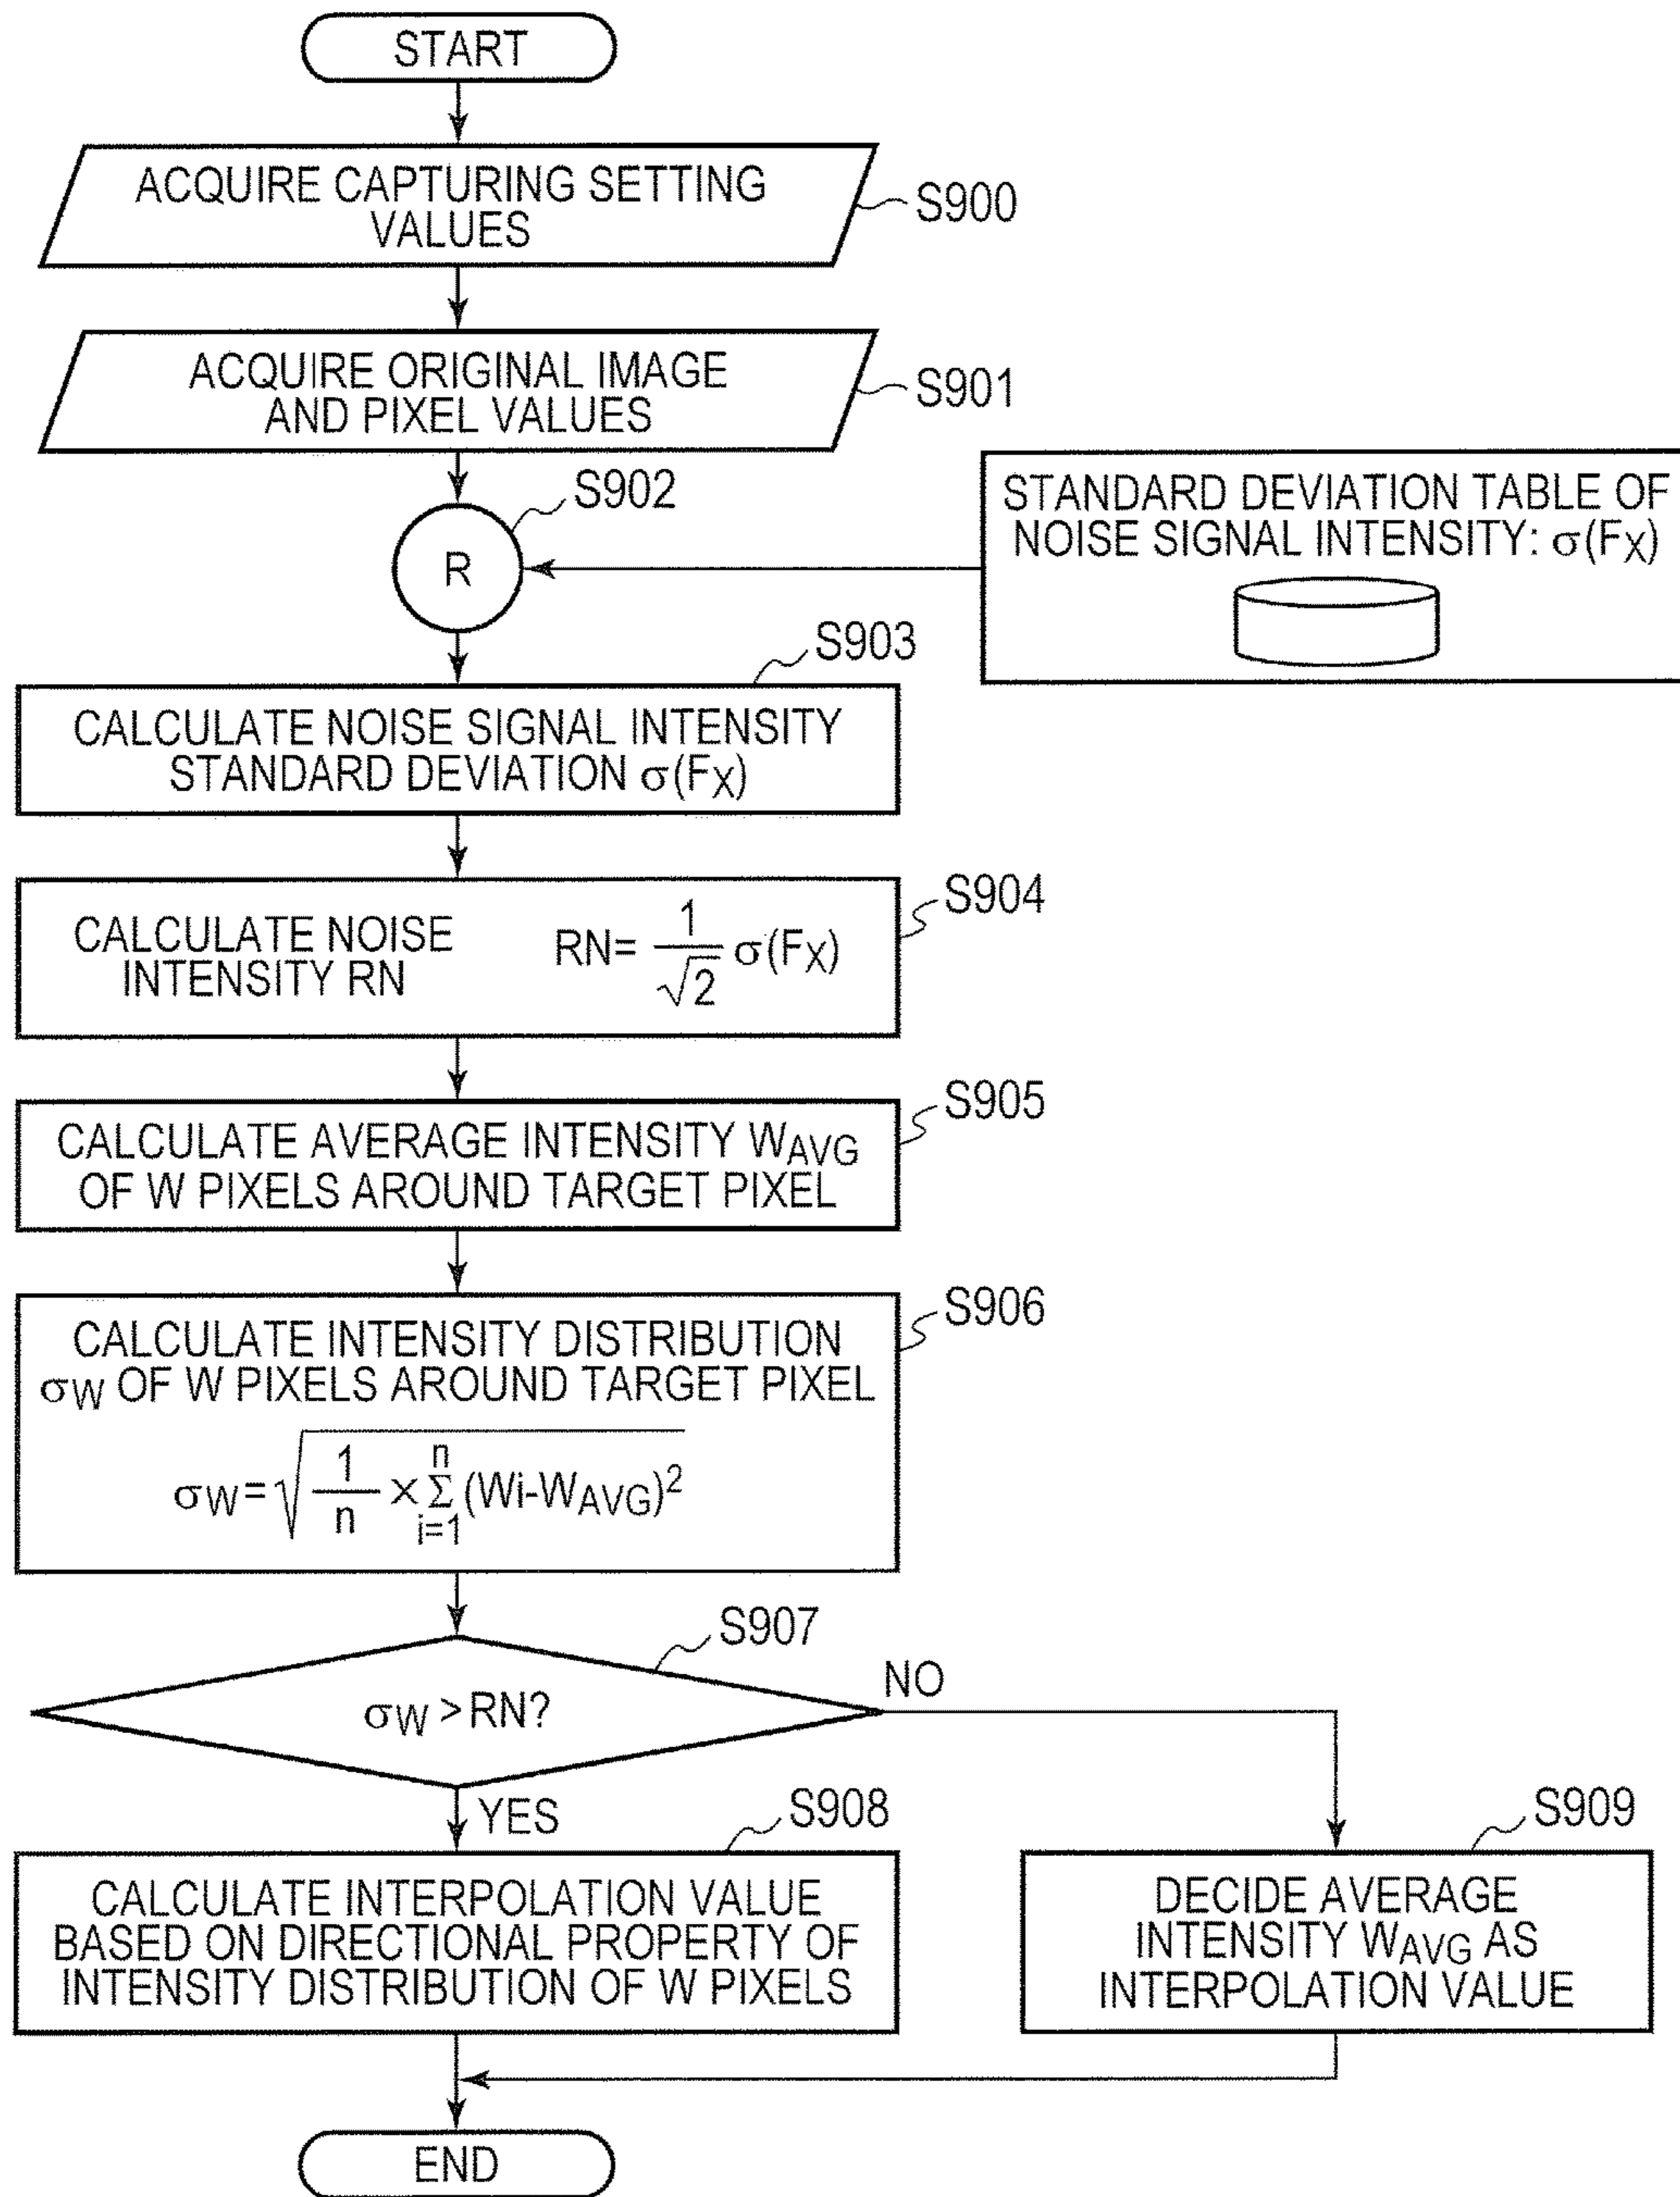 START
ACQUIRE CAPTURING SETTING
VALUES
S900
ACQUIRE ORIGINAL IMAGE
AND PIXEL VALUES
S901
S902
R
STANDARD DEVIATION TABLE OF
NOISE SIGNAL INTENSITY: σ(FX)
S903
CALCULATE NOISE SIGNAL INTENSITY
STANDARD DEVIATION σ(FX)
S904
CALCULATE NOISE
INTENSITY RN
RN= 1/√2 σ(FX)
S905
CALCULATE AVERAGE INTENSITY WAVG
OF W PIXELS AROUND TARGET PIXEL
S906
CALCULATE INTENSITY DISTRIBUTION
σW OF W PIXELS AROUND TARGET PIXEL
σW=√(1/n × Σ i=1 n (Wi-WAVG)2)
S907
σW > RN?
NO
YES
S908
CALCULATE INTERPOLATION VALUE
BASED ON DIRECTIONAL PROPERTY OF
INTENSITY DISTRIBUTION OF W PIXELS
S909
DECIDE AVERAGE
INTENSITY WAVG AS
INTERPOLATION VALUE
END